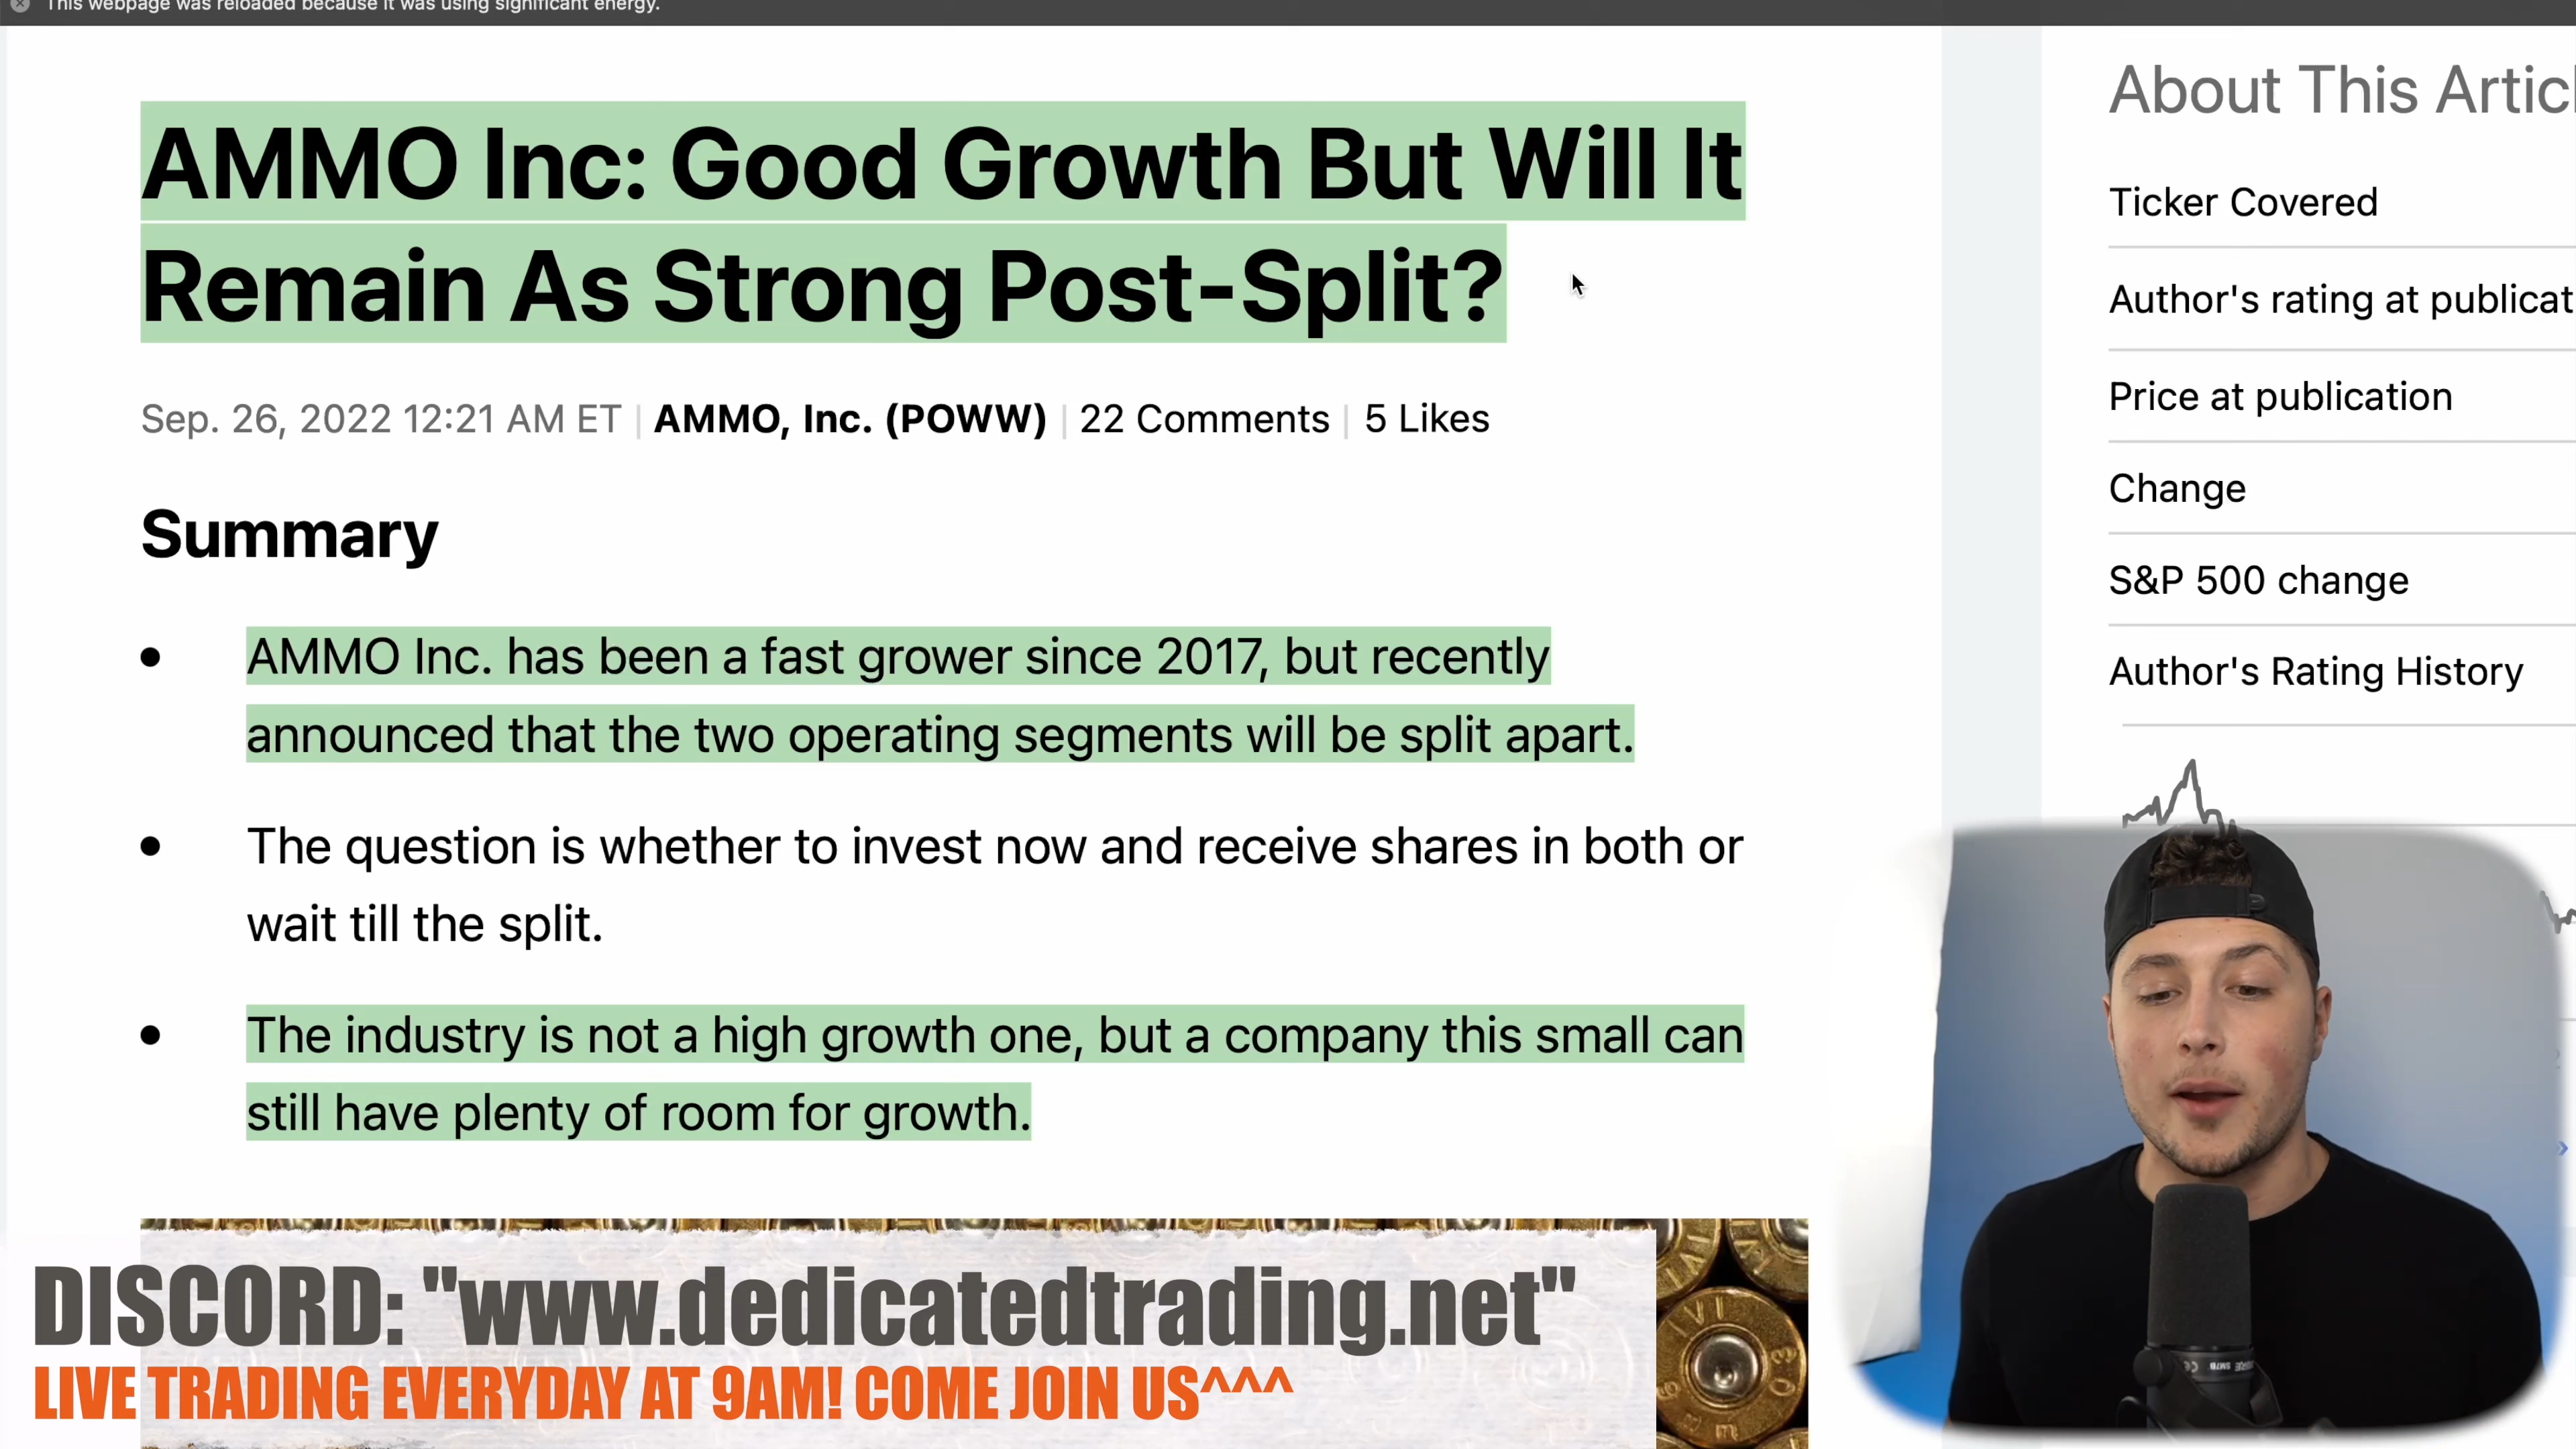 This webpage was reloaded because it was using significant energy.
AMMO Inc: Good Growth But Will It
Remain As Strong Post-Split?
Sep. 26, 2022 12:21 AM ET | AMMO, Inc. (POWW) | 22 Comments | 5 Likes
Summary
• AMMO Inc. has been a fast grower since 2017, but recently
announced that the two operating segments will be split apart.
• The question is whether to invest now and receive shares in both or
wait till the split.
• The industry is not a high growth one, but a company this small can
still have plenty of room for growth.
About This Artic
Ticker Covered
Author's rating at publicat
Price at publication
Change
S&P 500 change
Author's Rating History
DISCORD: "www.dedicatedtrading.net"
LIVE TRADING EVERYDAY AT 9AM! COME JOIN US^^^
SM7B